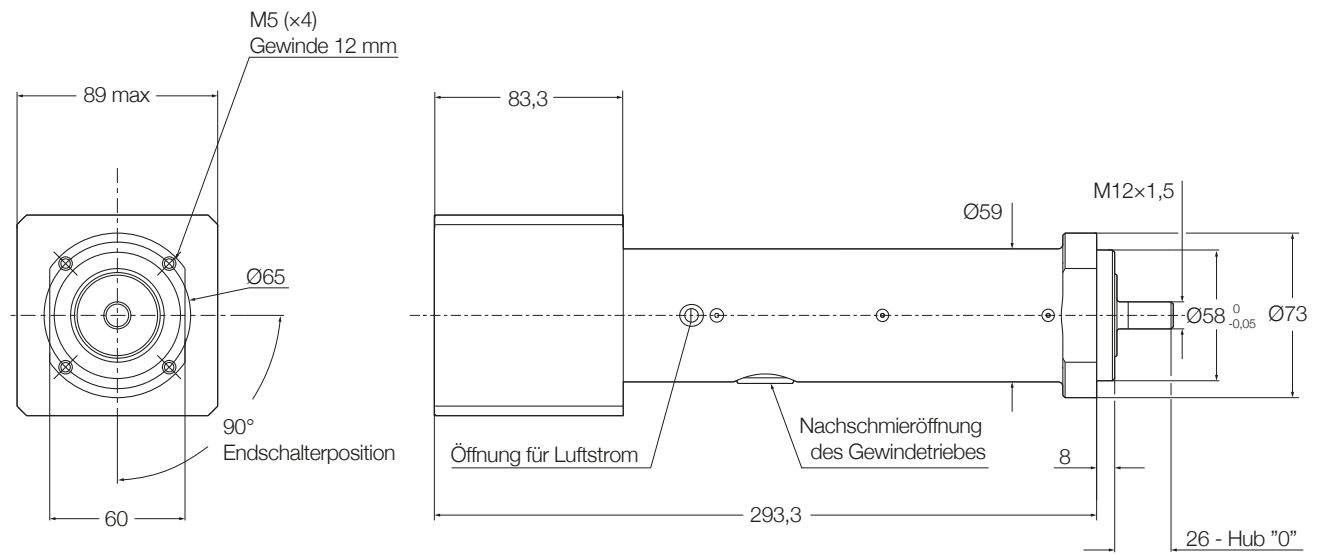 M5 (×4)
Gewinde 12 mm
89 max
83,3
M12×1,5
Ø59
Ø65
Ø58 0 -0,05
Ø73
90°
Endschalterposition
Öffnung für Luftstrom
Nachschmieröffnung
des Gewindetriebes
8
60
293,3
26 - Hub ”0”